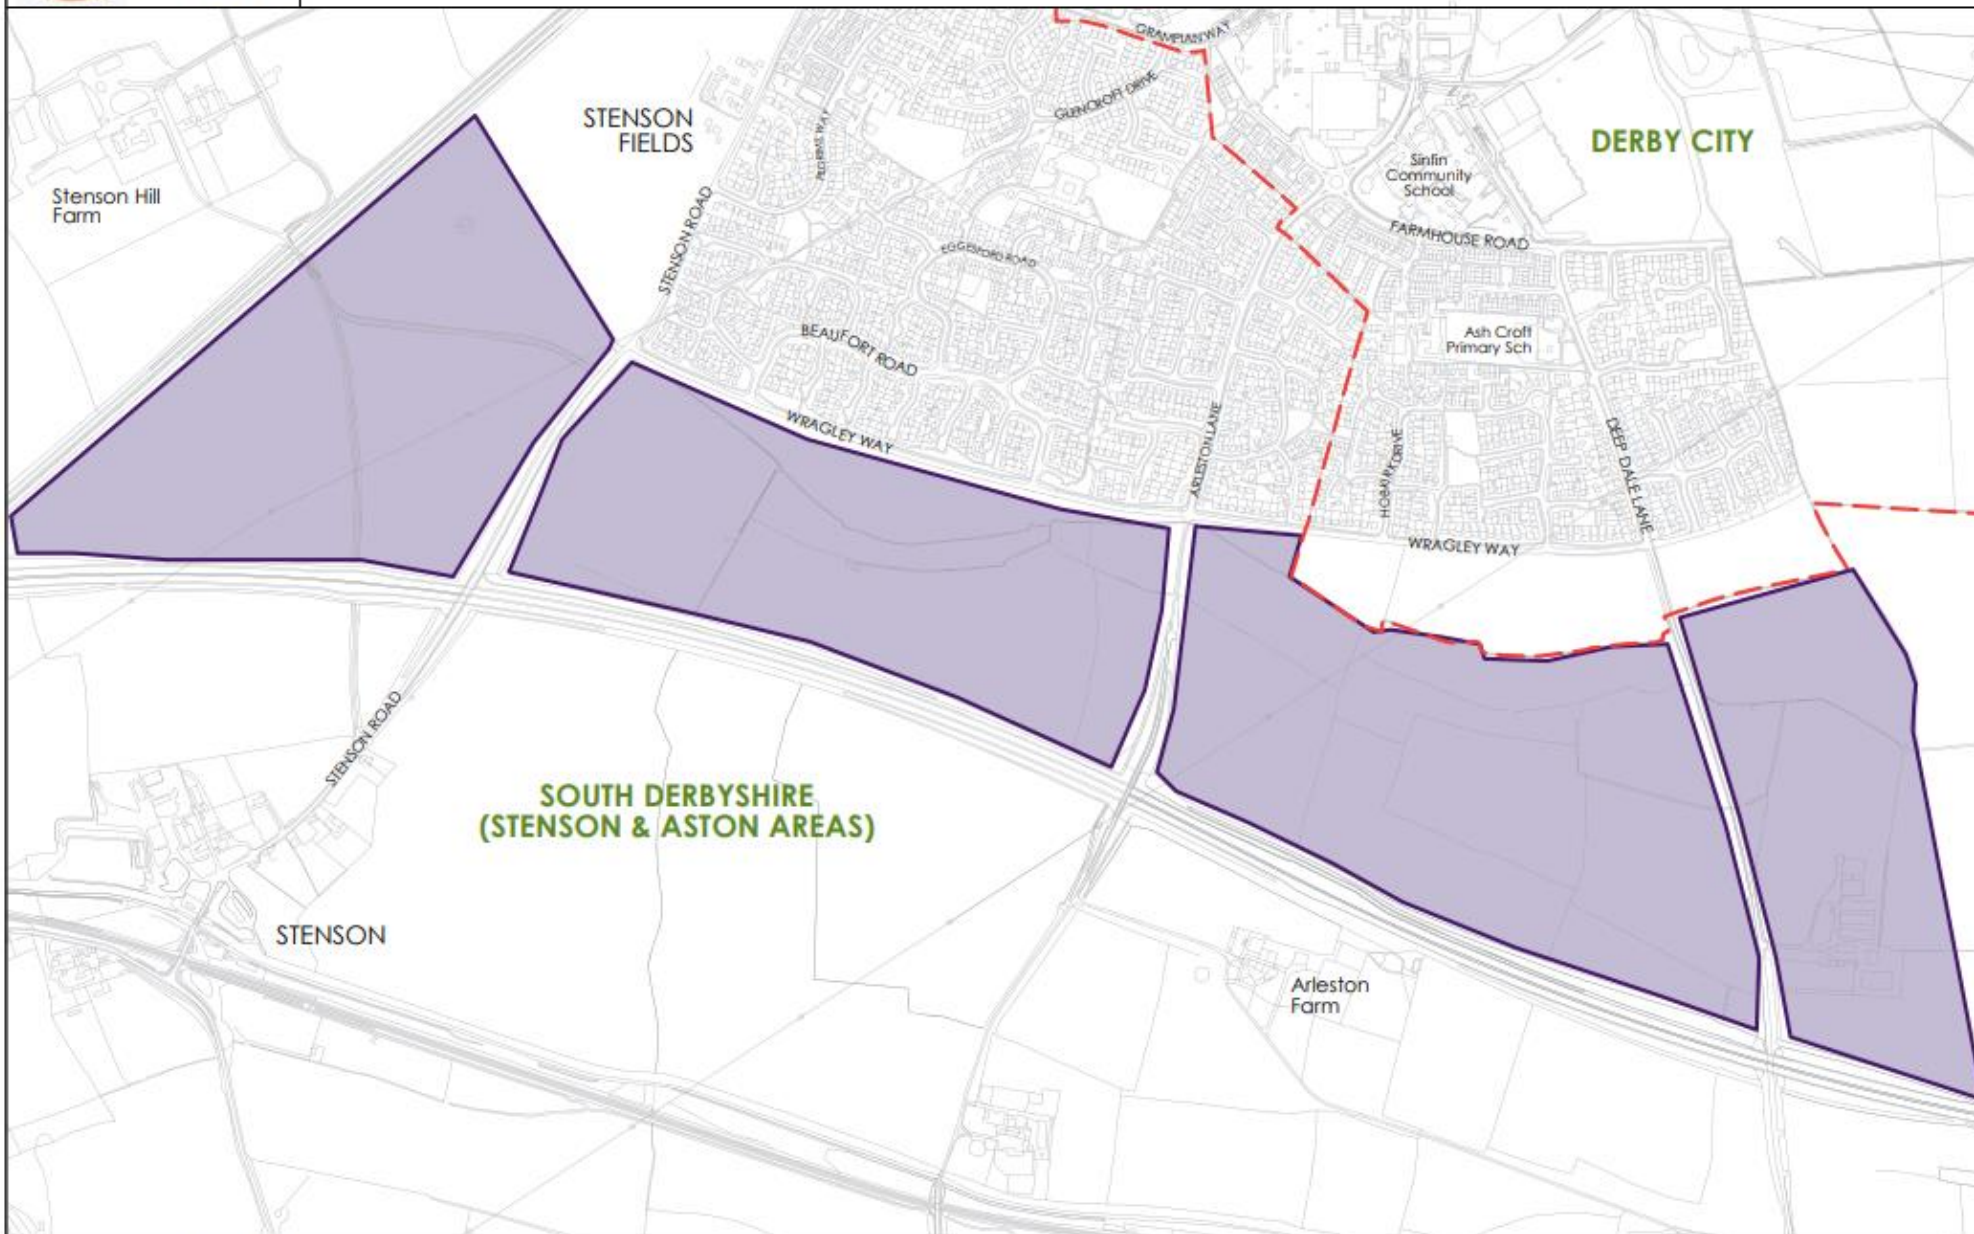 GRAMPIAN WAY
GLENCROFT DRIVE
STENSON
FIELDS
PILGRIMS WAY
DERBY CITY
Sinfin
Community
School
Stenson Hill
Farm
STENSON ROAD
FARMHOUSE ROAD
EGGESFORD ROAD
BEAUFORT ROAD
Ash Croft
Primary Sch
WRAGLEY WAY
ARLESTON LANE
DEEP DALE LANE
WRAGLEY WAY
STENSON ROAD
SOUTH DERBYSHIRE
(STENSON & ASTON AREAS)
STENSON
Arleston
Farm